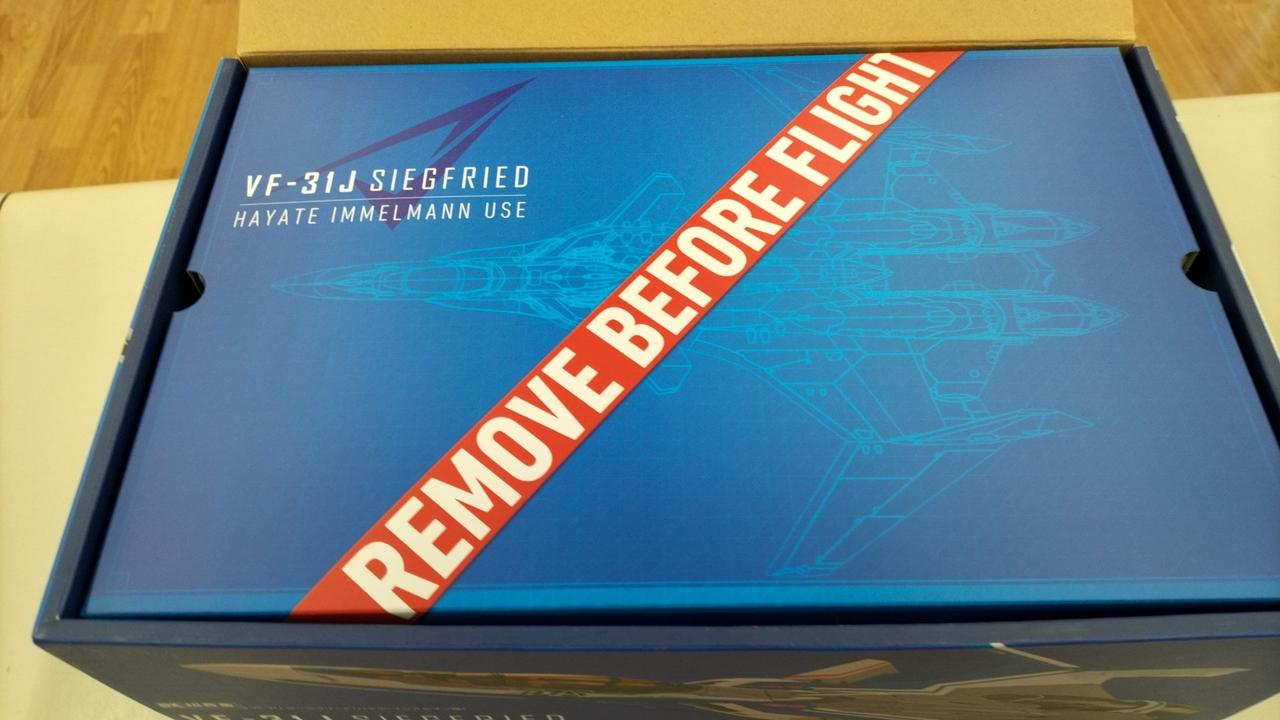 VF-31J SIEGFRIED
HAYATE IMMELMANN USE
REMOVE BEFORE FLIGHT
VF-31J SIEGFRIED